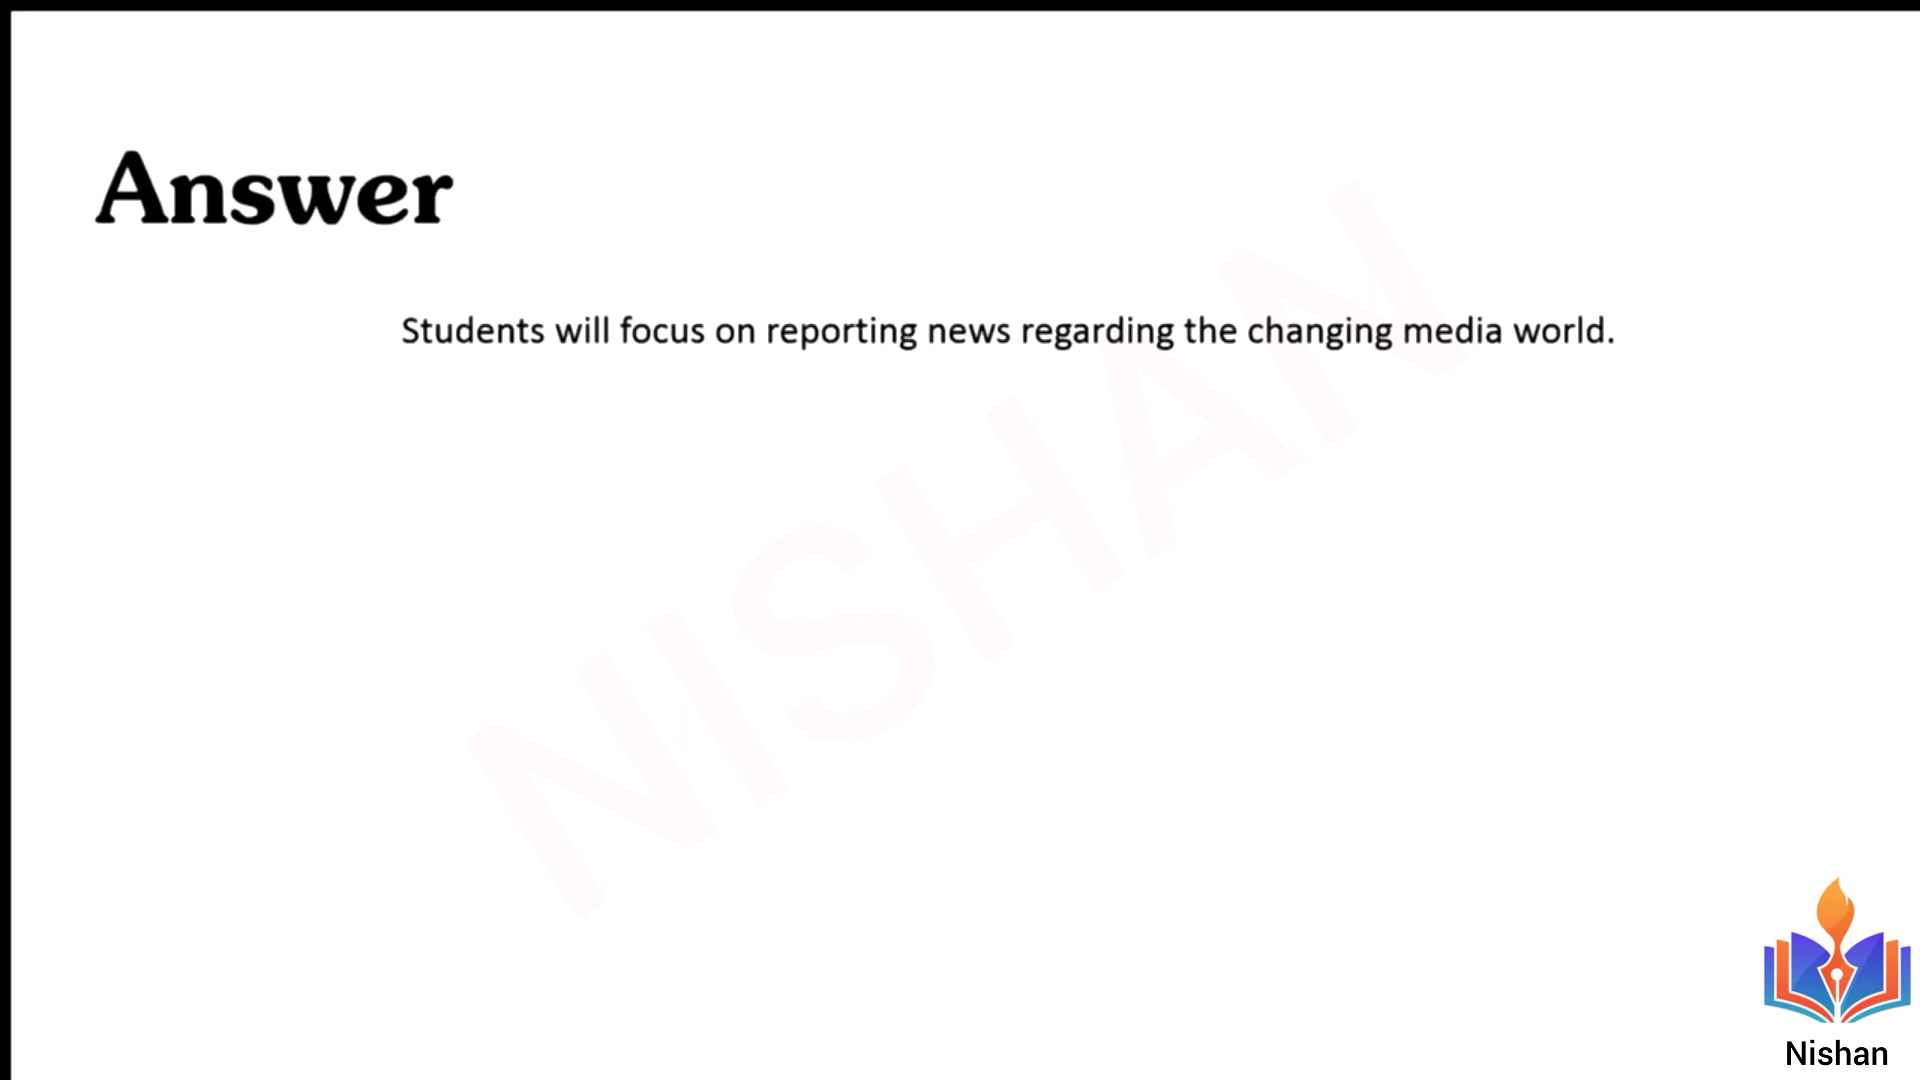 Answer
Students will focus on reporting news regarding the changing media world.
NISHAN
Nishan